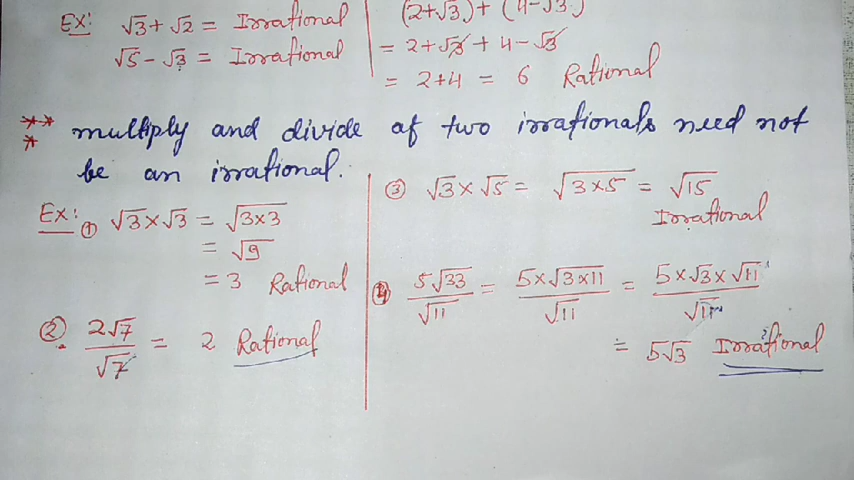 Ex: √3 + √2 = Irrational
√5 - √3 = Irrational
(2+√3) + (4-√3)
= 2+√3 + 4-√3
= 2+4 = 6 Rational
*** multiply and divide of two irrationals need not
be an irrational.
Ex: ① √3 × √3 = √3×3
= √9
= 3 Rational
② 2√7/√7 = 2 Rational
③ √3 × √5 = √3×5 = √15
Irrational
④ 5√33/√11 = 5×√3×11/√11 = 5×√3×√11/√11
= 5√3 Irrational